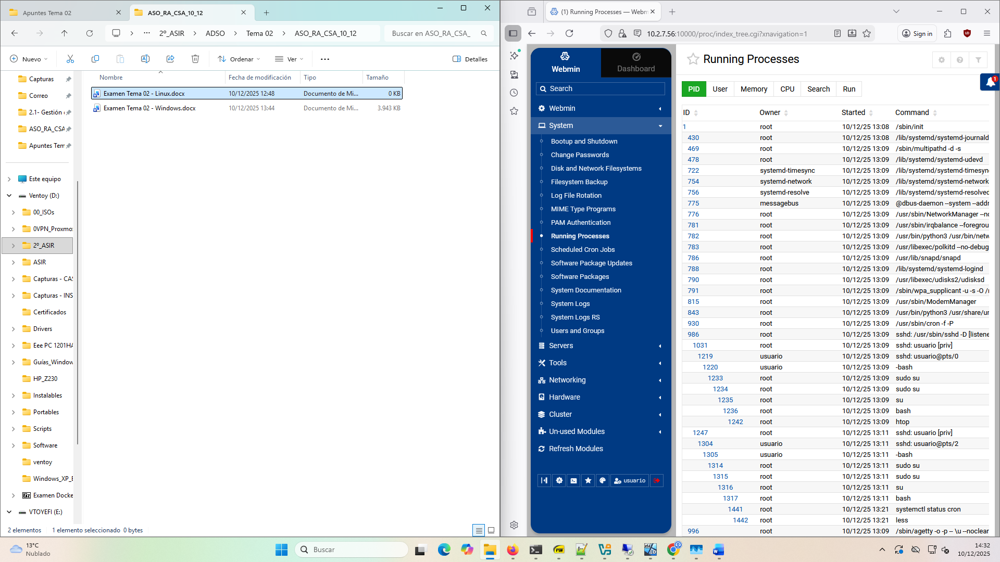 Apuntes Tema 02
ASO_RA_CSA_10_12
2º_ASIR
ADSO
Tema 02
ASO_RA_CSA_10_12
Buscar en ASO_RA_CSA_
Nuevo
Ordenar
Ver
Detalles
Capturas
Correo
2.1- Gestión
ASO_RA_CSA
Apuntes Tem
Este equipo
Ventoy (D:)
00_ISOs
0VPN_Proxmo
2º_ASIR
ASIR
Capturas - CAS
Capturas - INS
Certificados
Drivers
Eee PC 1201HA
Guías_Window
HP_Z230
Instalables
Portables
Scripts
Software
ventoy
Windows_XP_E
Examen Docke
VTOYEFI (E:)
Nombre Fecha de modificación Tipo Tamaño
Examen Tema 02 - Linux.docx 10/12/2025 12:48 Documento de Mi... 0 KB
Examen Tema 02 - Windows.docx 10/12/2025 13:44 Documento de Mi... 3.943 KB
2 elementos 1 elemento seleccionado 0 bytes
(1) Running Processes — Webm
10.2.7.56:10000/proc/index_tree.cgi?xnavigation=1
Sign in
Webmin
Dashboard
Search
Webmin
System
Bootup and Shutdown
Change Passwords
Disk and Network Filesystems
Filesystem Backup
Log File Rotation
MIME Type Programs
PAM Authentication
Running Processes
Scheduled Cron Jobs
Software Package Updates
Software Packages
System Documentation
System Logs
System Logs RS
Users and Groups
Servers
Tools
Networking
Hardware
Cluster
Un-used Modules
Refresh Modules
usuario
Running Processes
1
PID User Memory CPU Search Run
ID Owner Started Command
1 root 10/12/25 13:08 /sbin/init
430 root 10/12/25 13:08 /lib/systemd/systemd-journald
469 root 10/12/25 13:09 /sbin/multipathd -d -s
478 root 10/12/25 13:09 /lib/systemd/systemd-udevd
722 systemd-timesync 10/12/25 13:09 /lib/systemd/systemd-timesyn
754 systemd-network 10/12/25 13:09 /lib/systemd/systemd-network
756 systemd-resolve 10/12/25 13:09 /lib/systemd/systemd-resolved
775 messagebus 10/12/25 13:09 @dbus-daemon --system --addr
776 root 10/12/25 13:09 /usr/sbin/NetworkManager --no
781 root 10/12/25 13:09 /usr/sbin/irqbalance --foregrou
782 root 10/12/25 13:09 /usr/bin/python3 /usr/bin/netw
783 root 10/12/25 13:09 /usr/libexec/polkitd --no-debug
786 root 10/12/25 13:09 /usr/lib/snapd/snapd
788 root 10/12/25 13:09 /lib/systemd/systemd-logind
790 root 10/12/25 13:09 /usr/libexec/udisks2/udisksd
791 root 10/12/25 13:09 /sbin/wpa_supplicant -u -s -O /r
815 root 10/12/25 13:09 /usr/sbin/ModemManager
843 root 10/12/25 13:09 /usr/bin/python3 /usr/share/un
930 root 10/12/25 13:09 /usr/sbin/cron -f -P
986 root 10/12/25 13:09 sshd: /usr/sbin/sshd -D [listene
1031 root 10/12/25 13:09 sshd: usuario [priv]
1219 usuario 10/12/25 13:09 sshd: usuario@pts/0
1220 usuario 10/12/25 13:09 -bash
1233 root 10/12/25 13:09 sudo su
1234 root 10/12/25 13:09 sudo su
1235 root 10/12/25 13:09 su
1236 root 10/12/25 13:09 bash
1242 root 10/12/25 13:09 htop
1247 root 10/12/25 13:11 sshd: usuario [priv]
1304 usuario 10/12/25 13:11 sshd: usuario@pts/2
1305 usuario 10/12/25 13:11 -bash
1314 root 10/12/25 13:11 sudo su
1315 root 10/12/25 13:11 sudo su
1316 root 10/12/25 13:11 su
1317 root 10/12/25 13:11 bash
1441 root 10/12/25 13:21 systemctl status cron
1442 root 10/12/25 13:21 less
996 root 10/12/25 13:09 /sbin/agetty -o -p -- \u --noclear
13°C
Nublado
Buscar
14:32
10/12/2025